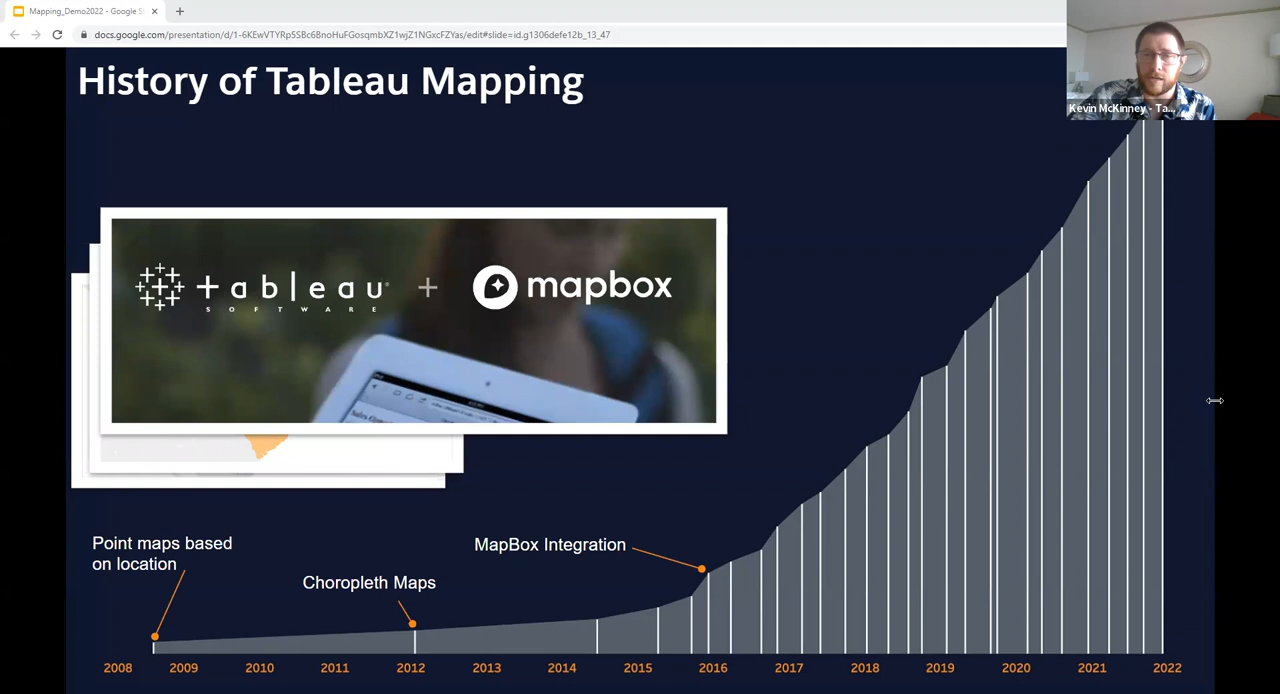 Mapping_Demo2022 - Google S
docs.google.com/presentation/d/1-6KEwVTYRp5SBc6BnoHuFGosqmbXZ1wjZ1NGxcFZYas/edit#slide=id.g1306defe12b_13_47
Kevin McKinney - Ta...
History of Tableau Mapping
+ a b | e a u + mapbox
S O F T W A R E
Point maps based
on location
MapBox Integration
Choropleth Maps
2008 2009 2010 2011 2012 2013 2014 2015 2016 2017 2018 2019 2020 2021 2022